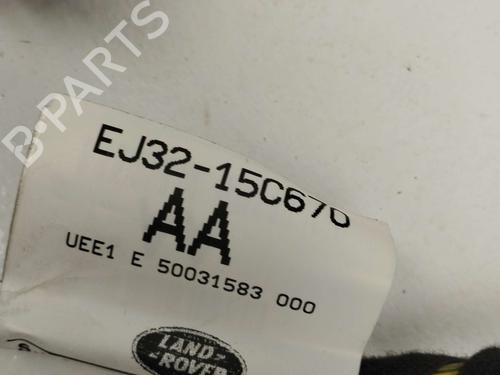 B-PARTS
EJ32-15C670
AA
UEE1 E 50031583 000
LAND-
-ROVER